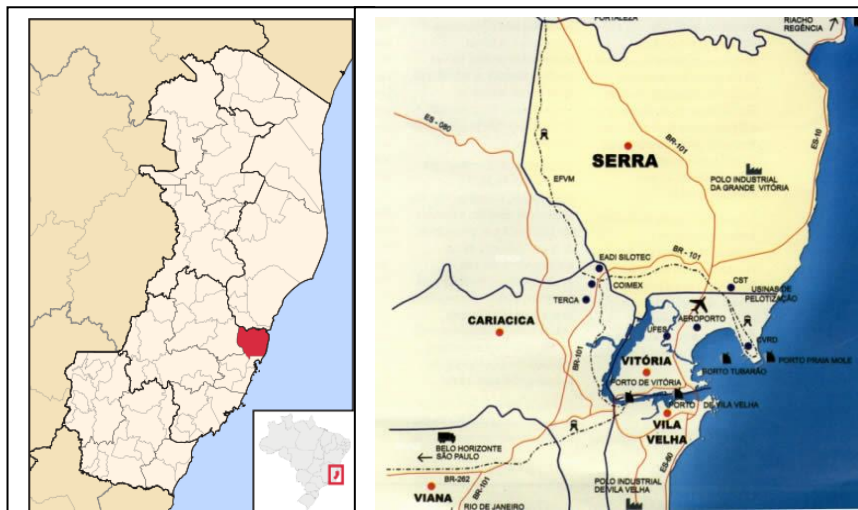 FORTALEZA
RIACHO
REGÊNCIA
ES - 080
BR-101
ES-10
SERRA
EFVM
POLO INDUSTRIAL
DA GRANDE VITÓRIA
EADI SILOTEC
BR - 101
COIMEX
CST
USINAS DE
PELOTIZAÇÃO
TERCA
CARIACICA
AEROPORTO
UFES
BR-101
CVRD
VITÓRIA
PORTO TUBARÃO
PORTO PRAIA MOLE
PORTO DE VITÓRIA
PORTO DE VILA VELHA
VILA
VELHA
BELO HORIZONTE
SÃO PAULO
BR-262
BR-101
ES-60
VIANA
POLO INDUSTRIAL
DE VILA VELHA
RIO DE JANEIRO